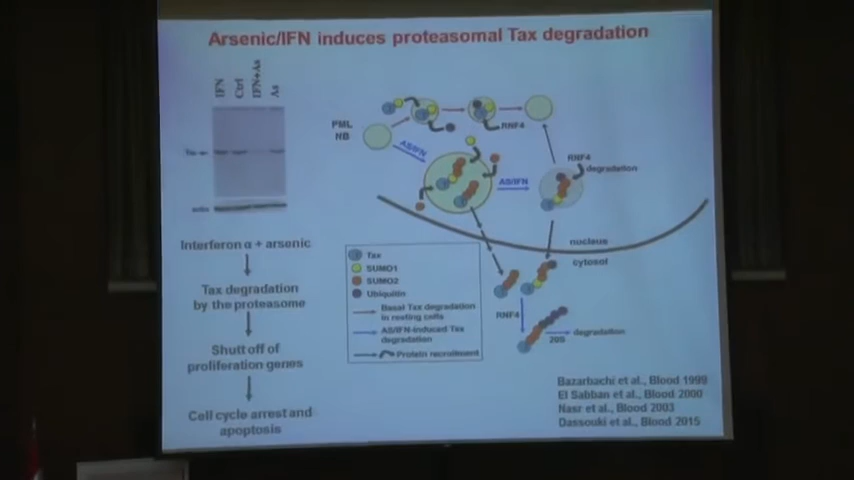 Arsenic/IFN induces proteasomal Tax degradation
IFN
Ctrl
IFN+As
As
Tax
actin
Interferon α + arsenic
Tax degradation
by the proteasome
Shutt off of
proliferation genes
Cell cycle arrest and
apoptosis
PML
NB
AS/IFN
RNF4
AS/IFN
RNF4
degradation
nucleus
cytosol
RNF4
20S
degradation
Tax
SUMO1
SUMO2
Ubiquitin
Basal Tax degradation
in resting cells
AS/IFN-induced Tax
degradation
Protein recruitment
Bazarbachi et al., Blood 1999
El Sabban et al., Blood 2000
Nasr et al., Blood 2003
Dassouki et al., Blood 2015